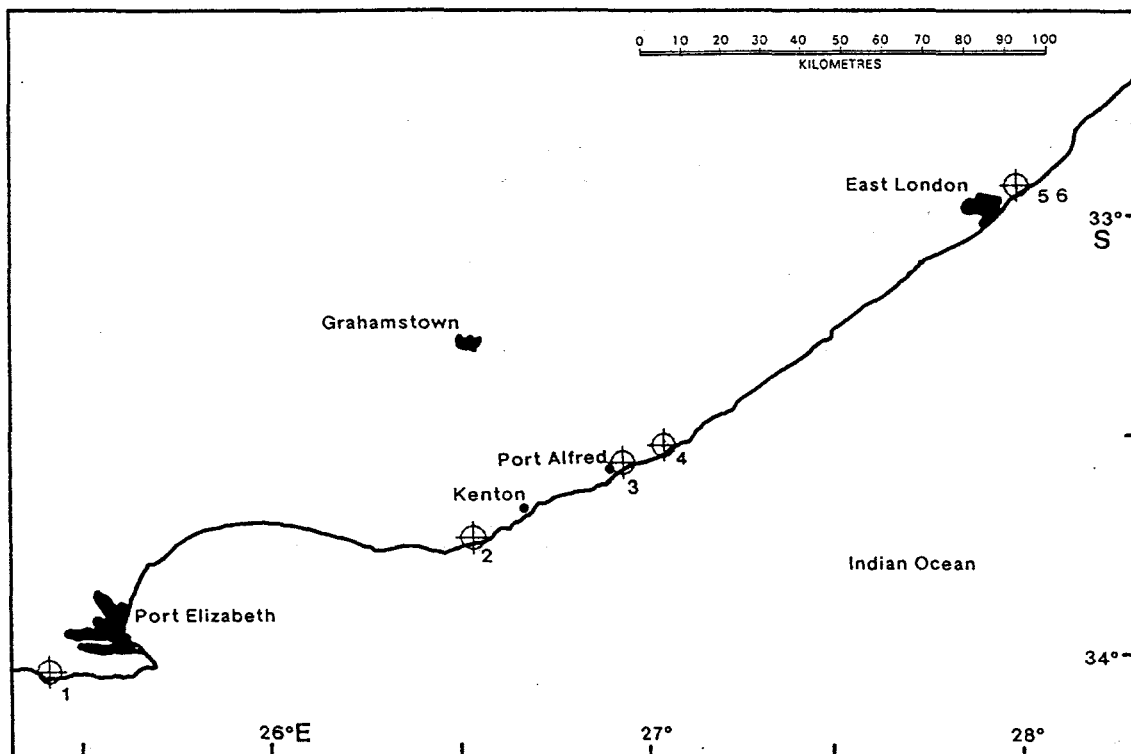 0 10 20 30 40 50 60 70 80 90 100
KILOMETRES
East London
5 6
33°
S
Grahamstown
Port Alfred
3
4
Kenton
2
Indian Ocean
Port Elizabeth
34°
1
26°E
27°
28°